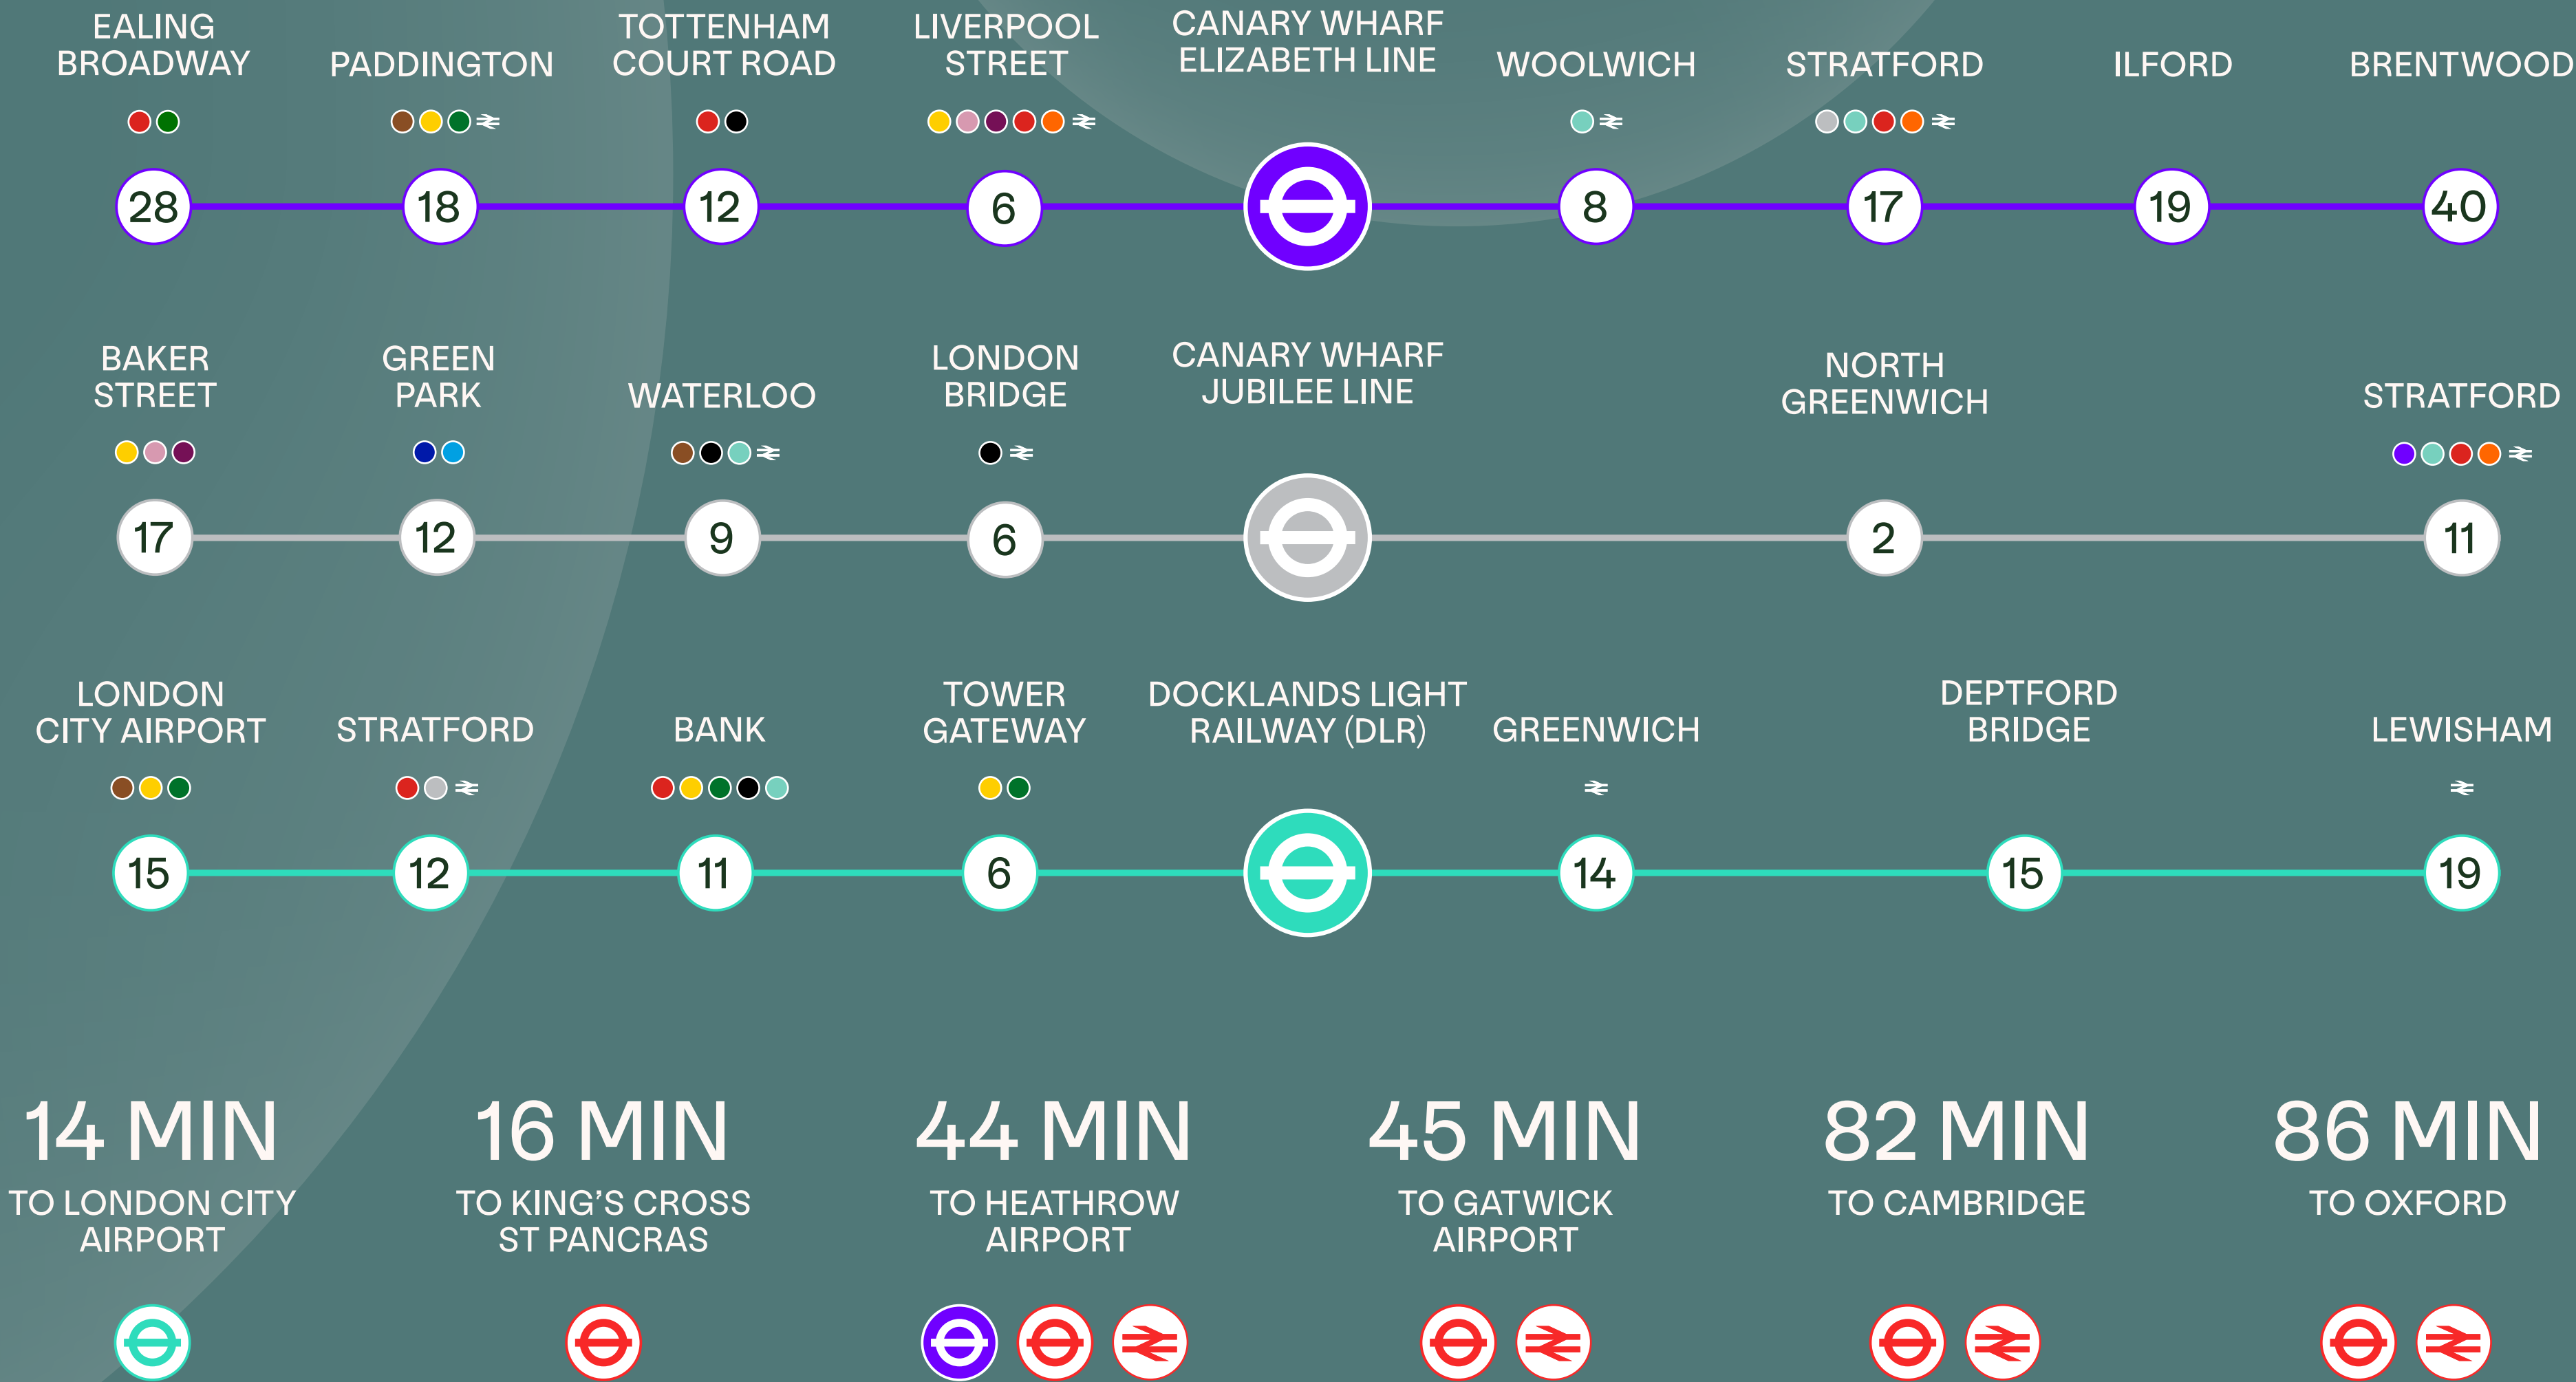 EALING
BROADWAY
PADDINGTON
TOTTENHAM
COURT ROAD
LIVERPOOL
STREET
CANARY WHARF
ELIZABETH LINE
WOOLWICH
STRATFORD
ILFORD
BRENTWOOD
28
18
12
6
8
17
19
40
BAKER
STREET
GREEN
PARK
WATERLOO
LONDON
BRIDGE
CANARY WHARF
JUBILEE LINE
NORTH
GREENWICH
STRATFORD
17
12
9
6
2
11
LONDON
CITY AIRPORT
STRATFORD
BANK
TOWER
GATEWAY
DOCKLANDS LIGHT
RAILWAY (DLR)
GREENWICH
DEPTFORD
BRIDGE
LEWISHAM
15
12
11
6
14
15
19
14 MIN
TO LONDON CITY
AIRPORT
16 MIN
TO KING'S CROSS
ST PANCRAS
44 MIN
TO HEATHROW
AIRPORT
45 MIN
TO GATWICK
AIRPORT
82 MIN
TO CAMBRIDGE
86 MIN
TO OXFORD